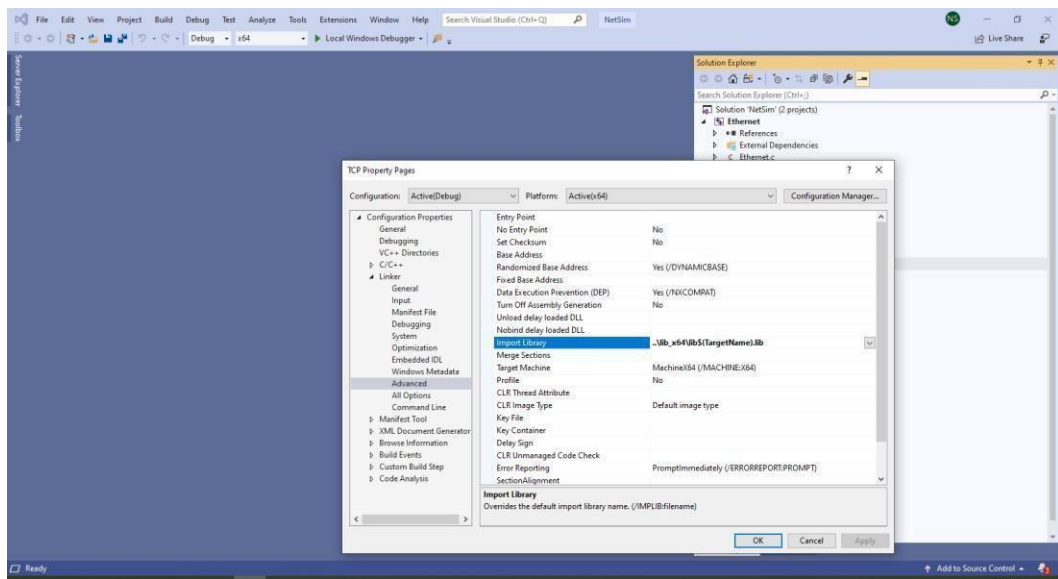 File Edit View Project Build Debug Test Analyze Tools Extensions Window Help Search Visual Studio (Ctrl+Q) NetSim NS
Debug x64 Local Windows Debugger Live Share
Server Explorer
Toolbox
Solution Explorer
Search Solution Explorer (Ctrl+;)
Solution 'NetSim' (2 projects)
Ethernet
References
External Dependencies
C Ethernet.c
TCP Property Pages ? ×
Configuration: Active(Debug) Platform: Active(x64) Configuration Manager...
Configuration Properties
General
Debugging
VC++ Directories
C/C++
Linker
General
Input
Manifest File
Debugging
System
Optimization
Embedded IDL
Windows Metadata
Advanced
All Options
Command Line
Manifest Tool
XML Document Generator
Browse Information
Build Events
Custom Build Step
Code Analysis
Entry Point
No Entry Point No
Set Checksum No
Base Address
Randomized Base Address Yes (/DYNAMICBASE)
Fixed Base Address
Data Execution Prevention (DEP) Yes (/NXCOMPAT)
Turn Off Assembly Generation No
Unload delay loaded DLL
Nobind delay loaded DLL
Import Library ..\lib_x64\lib$(TargetName).lib
Merge Sections
Target Machine MachineX64 (/MACHINE:X64)
Profile No
CLR Thread Attribute
CLR Image Type Default image type
Key File
Key Container
Delay Sign
CLR Unmanaged Code Check
Error Reporting PromptImmediately (/ERRORREPORT:PROMPT)
SectionAlignment
Import Library
Overrides the default import library name. (/IMPLIB:filename)
OK Cancel Apply
Ready Add to Source Control